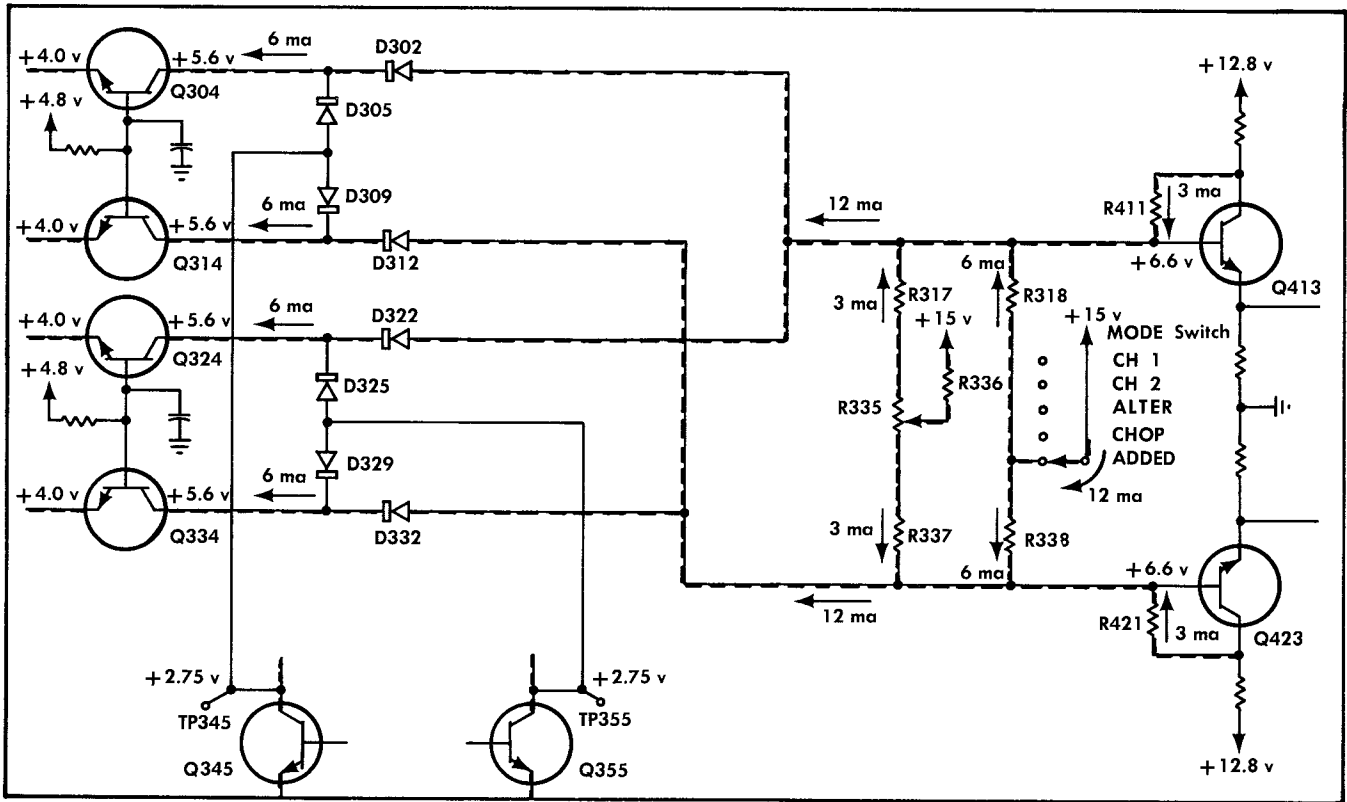 6 ma
D302
+4.0 v
+5.6 v
+12.8 v
Q304
+4.8 v
D305
D309
6 ma
+4.0 v
+5.6 v
12 ma
R411
3 ma
Q314
D312
+6.6 v
Q413
6 ma
6 ma
R317
R318
3 ma
D322
+4.0 v
+5.6 v
+15 v
+15 v
MODE Switch
Q324
CH 1
+4.8 v
D325
R336
CH 2
R335
ALTER
CHOP
D329
ADDED
6 ma
+4.0 v
+5.6 v
12 ma
3 ma
Q334
D332
R337
R338
6 ma
+6.6 v
12 ma
R421
3 ma
Q423
+2.75 v
+2.75 v
TP345
TP355
Q345
Q355
+12.8 v